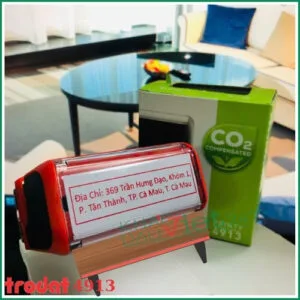 CO2
COMPENSATED
Địa Chỉ: 369 Trần Hưng Đạo, Khóm 1,
P. Tân Thành, TP. Cà Mau, T. Cà Mau
4913
trodat 4913